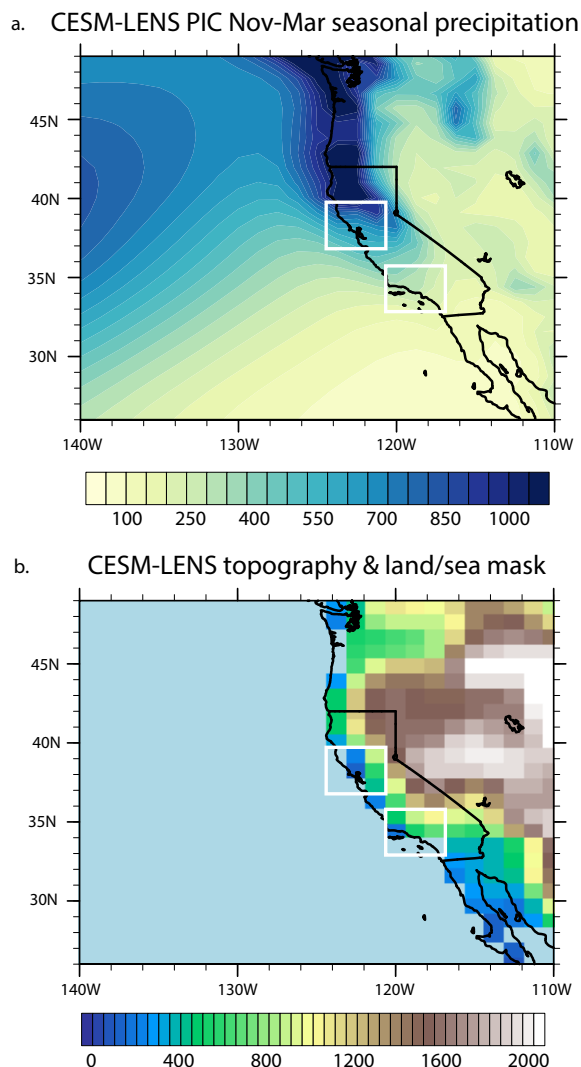 a. CESM-LENS PIC Nov-Mar seasonal precipitation
45N
40N
35N
30N
140W 130W 120W 110W
100 250 400 550 700 850 1000
b. CESM-LENS topography & land/sea mask
45N
40N
35N
30N
140W 130W 120W 110W
0 400 800 1200 1600 2000